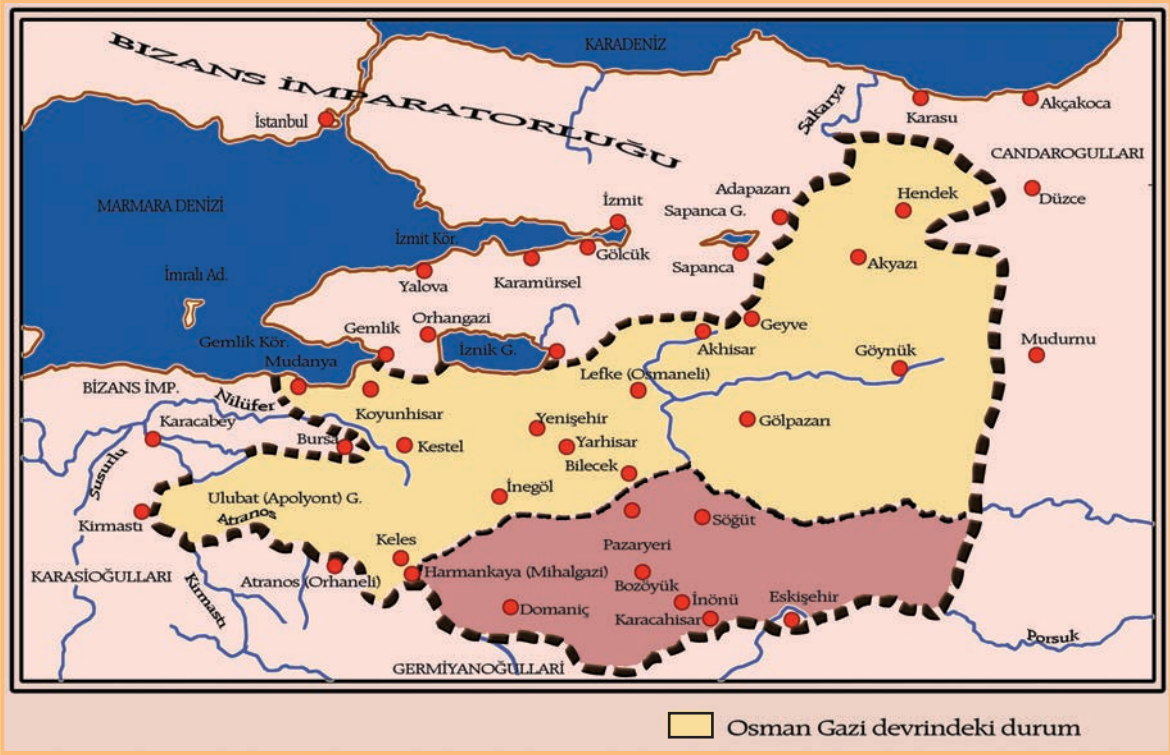 KARADENİZ
BIZANS İMPARATORLUĞU
İstanbul
Sakarya
Karasu
Akçakoca
CANDAROGULLARI
Düzce
Hendek
Adapazarı
Sapanca G.
İzmit
MARMARA DENİZİ
İzmit Kör.
Gölcük
Sapanca
Akyazı
İmralı Ad.
Yalova
Karamürsel
Gemlik
Orhangazi
Geyve
Gemlik Kör.
İznik G.
Akhisar
Göynük
Mudurnu
Mudanya
Lefke (Osmaneli)
BİZANS İMP.
Nilüfer
Koyunhisar
Karacabey
Yenişehir
Gölpazarı
Bursa
Kestel
Yarhisar
Susurlu
Bilecek
İnegöl
Ulubat (Apolyont) G.
Kirmastı
Atranos
Söğüt
Keles
Pazaryeri
KARASİOĞULLARI
Atranos (Orhaneli)
Harmankaya (Mihalgazi)
Kirmastı
Bozöyük
Domaniç
İnönü
Eskişehir
Karacahisar
Porsuk
GERMİYANOĞULLARİ
Osman Gazi devrindeki durum